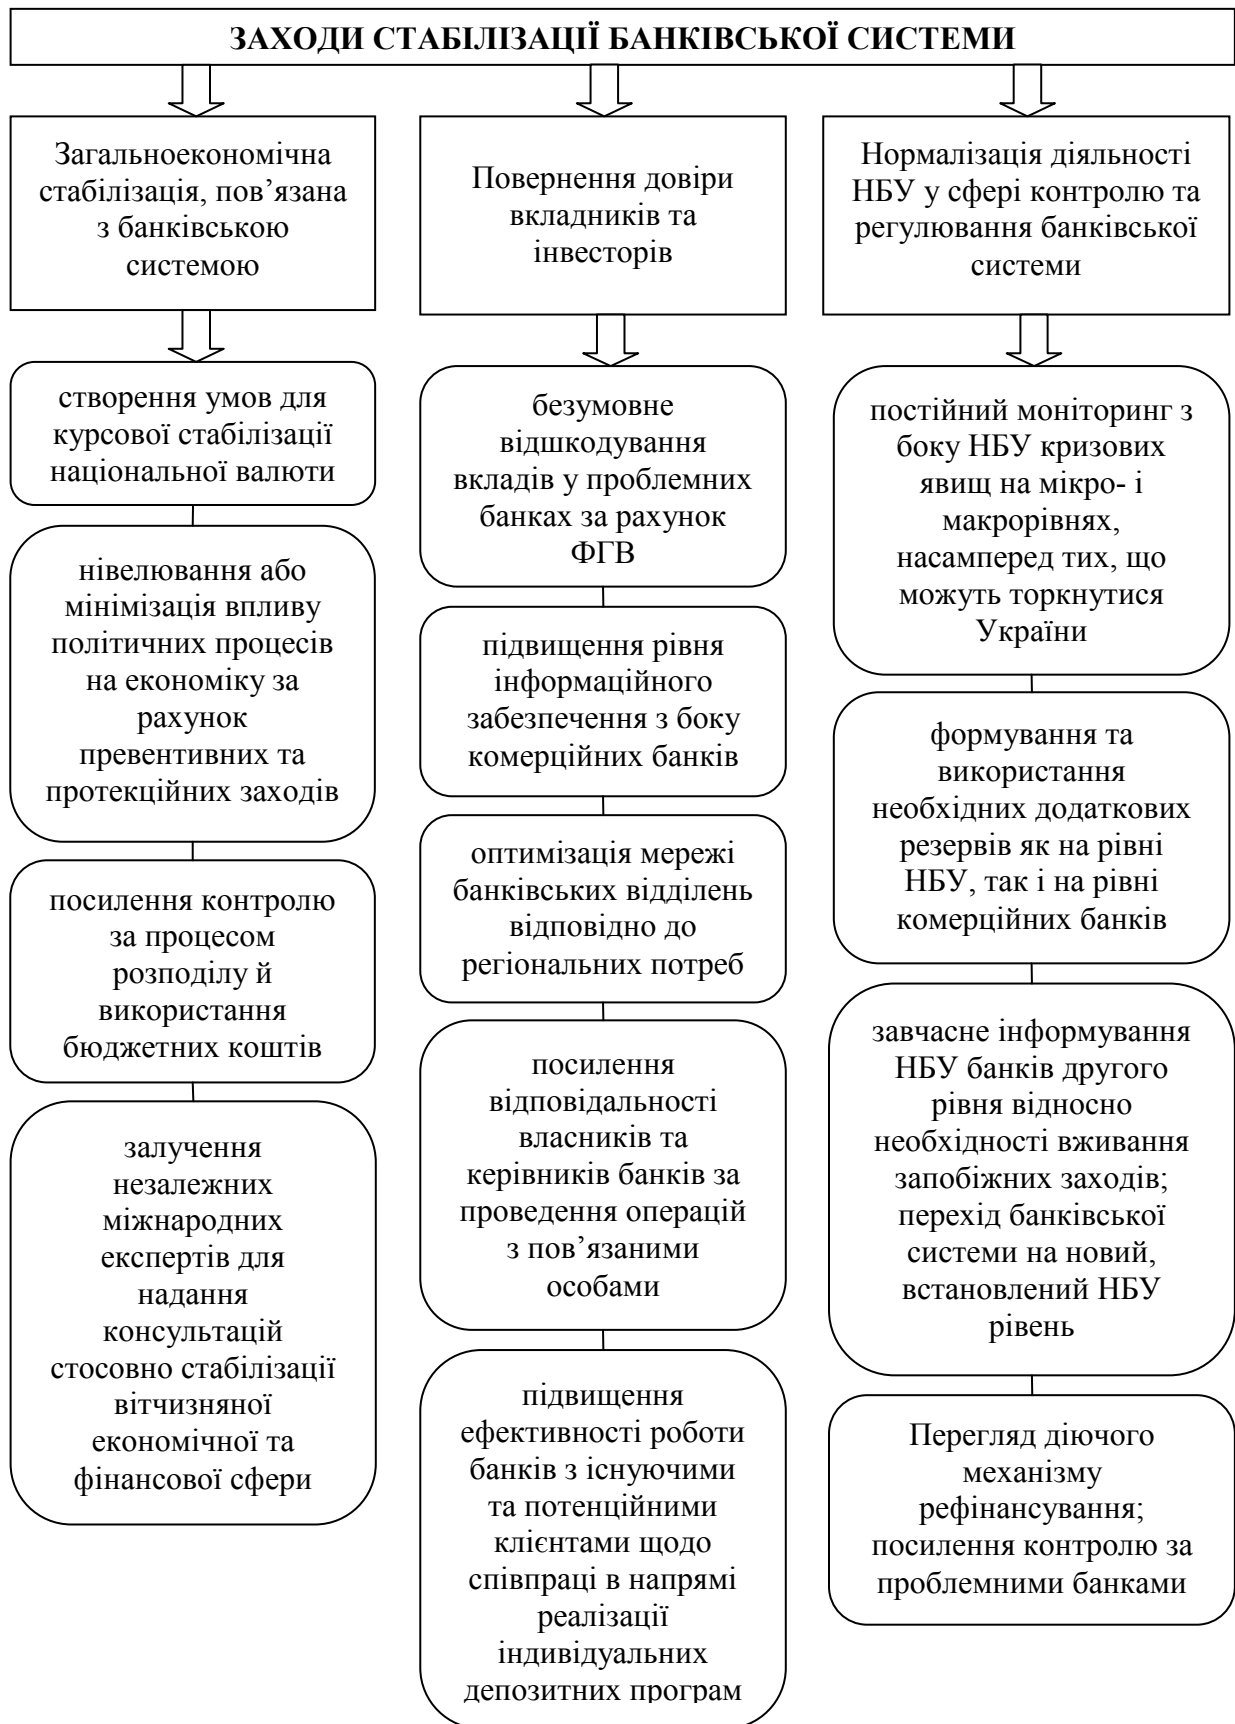 ЗАХОДИ СТАБІЛІЗАЦІЇ БАНКІВСЬКОЇ СИСТЕМИ
Загальноекономічна
стабілізація, пов’язана
з банківською
системою
створення умов для
курсової стабілізації
національної валюти
нівелювання або
мінімізація впливу
політичних процесів
на економіку за
рахунок
превентивних та
протекційних заходів
посилення контролю
за процесом
розподілу й
використання
бюджетних коштів
залучення
незалежних
міжнародних
експертів для
надання
консультацій
стосовно стабілізації
вітчизняної
економічної та
фінансової сфери
Повернення довіри
вкладників та
інвесторів
безумовне
відшкодування
вкладів у проблемних
банках за рахунок
ФГВ
підвищення рівня
інформаційного
забезпечення з боку
комерційних банків
оптимізація мережі
банківських відділень
відповідно до
регіональних потреб
посилення
відповідальності
власників та
керівників банків за
проведення операцій
з пов’язаними
особами
підвищення
ефективності роботи
банків з існуючими
та потенційними
клієнтами щодо
співпраці в напрямі
реалізації
індивідуальних
депозитних програм
Нормалізація діяльності
НБУ у сфері контролю та
регулювання банківської
системи
постійний моніторинг з
боку НБУ кризових
явищ на мікро- і
макрорівнях,
насамперед тих, що
можуть торкнутися
України
формування та
використання
необхідних додаткових
резервів як на рівні
НБУ, так і на рівні
комерційних банків
завчасне інформування
НБУ банків другого
рівня відносно
необхідності вживання
запобіжних заходів;
перехід банківської
системи на новий,
встановлений НБУ
рівень
Перегляд діючого
механізму
рефінансування;
посилення контролю за
проблемними банками